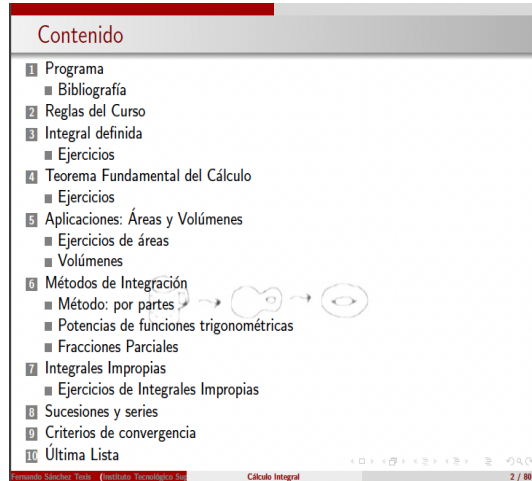 Contenido
1 Programa
Bibliografía
2 Reglas del Curso
3 Integral definida
Ejercicios
4 Teorema Fundamental del Cálculo
Ejercicios
5 Aplicaciones: Áreas y Volúmenes
Ejercicios de áreas
Volúmenes
6 Métodos de Integración
Método: por partes
Potencias de funciones trigonométricas
Fracciones Parciales
7 Integrales Impropias
Ejercicios de Integrales Impropias
8 Sucesiones y series
9 Criterios de convergencia
10 Última Lista
Fernando Sánchez Texis (Instituto Tecnológico Sup Cálculo Integral 2 / 80